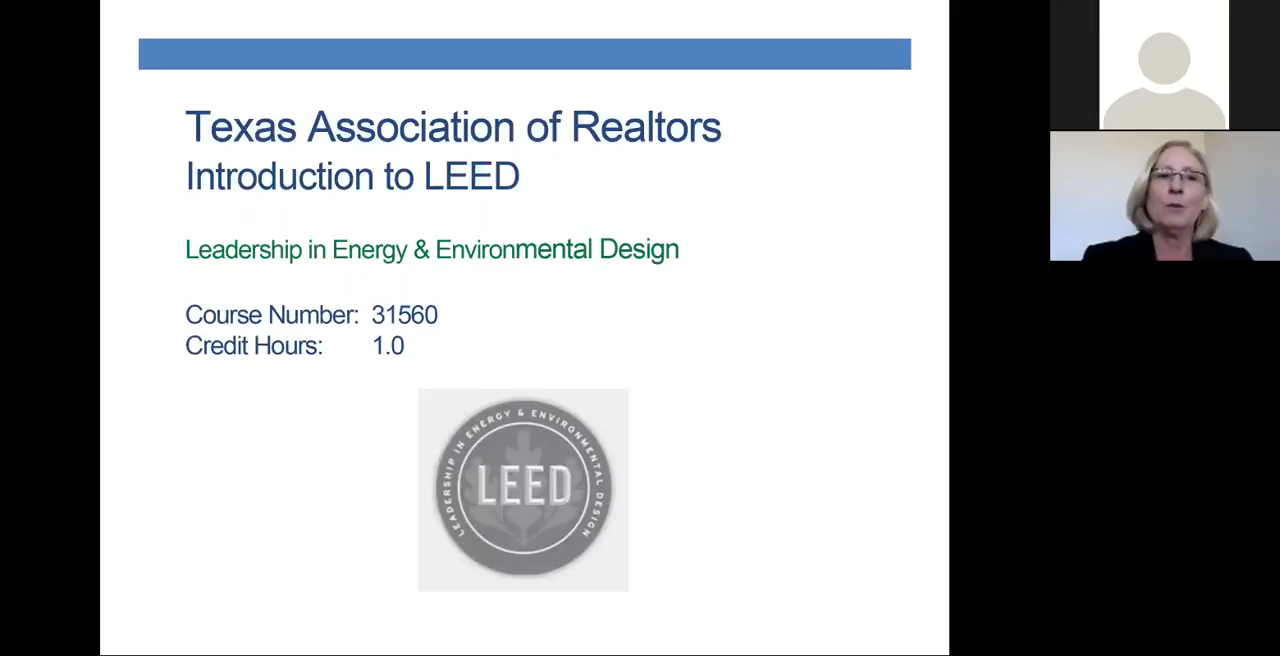 Texas Association of Realtors
Introduction to LEED
Leadership in Energy & Environmental Design
Course Number: 31560
Credit Hours: 1.0
LEADERSHIP IN ENERGY & ENVIRONMENTAL DESIGN
LEED